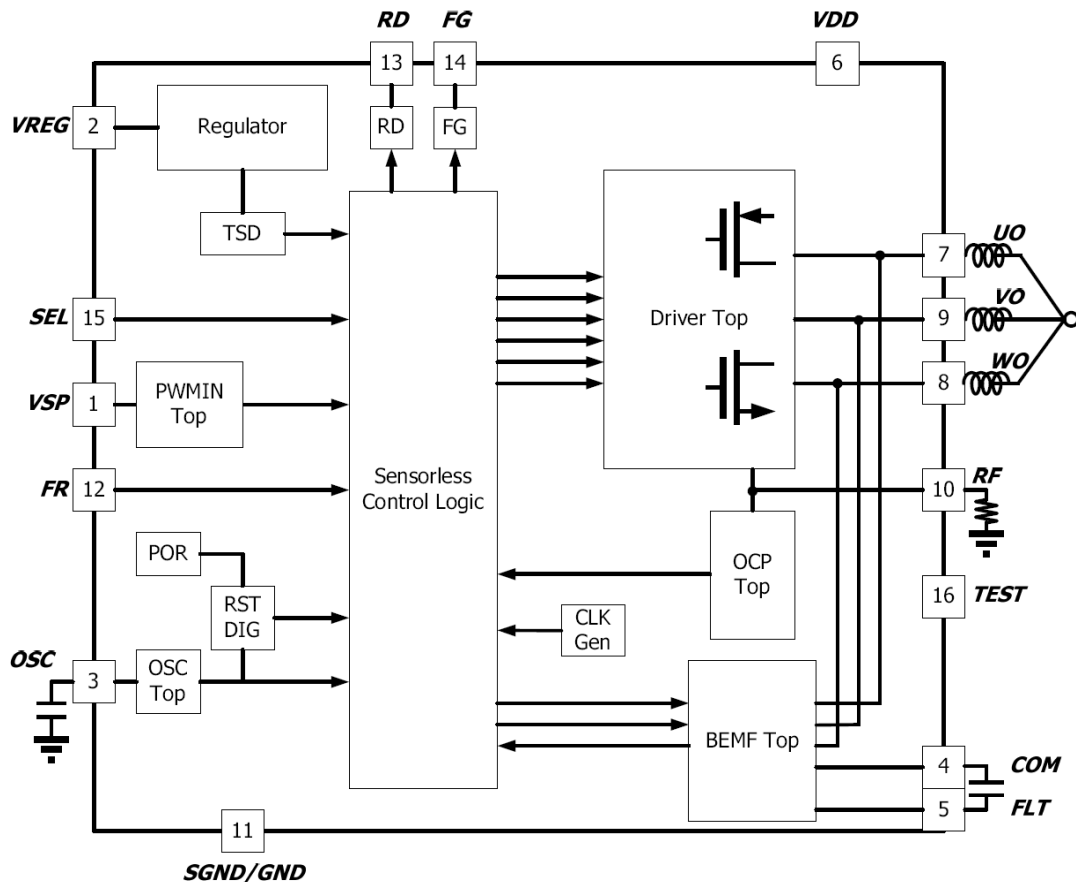 RD
FG
VDD
13
14
6
VREG
2
Regulator
RD
FG
TSD
UO
7
SEL
15
Driver Top
VO
9
VSP
1
PWMIN
Top
WO
8
FR
12
Sensorless
Control Logic
RF
10
POR
OCP
Top
RST
DIG
CLK
Gen
16
TEST
OSC
3
OSC
Top
BEMF Top
4
COM
5
FLT
11
SGND/GND